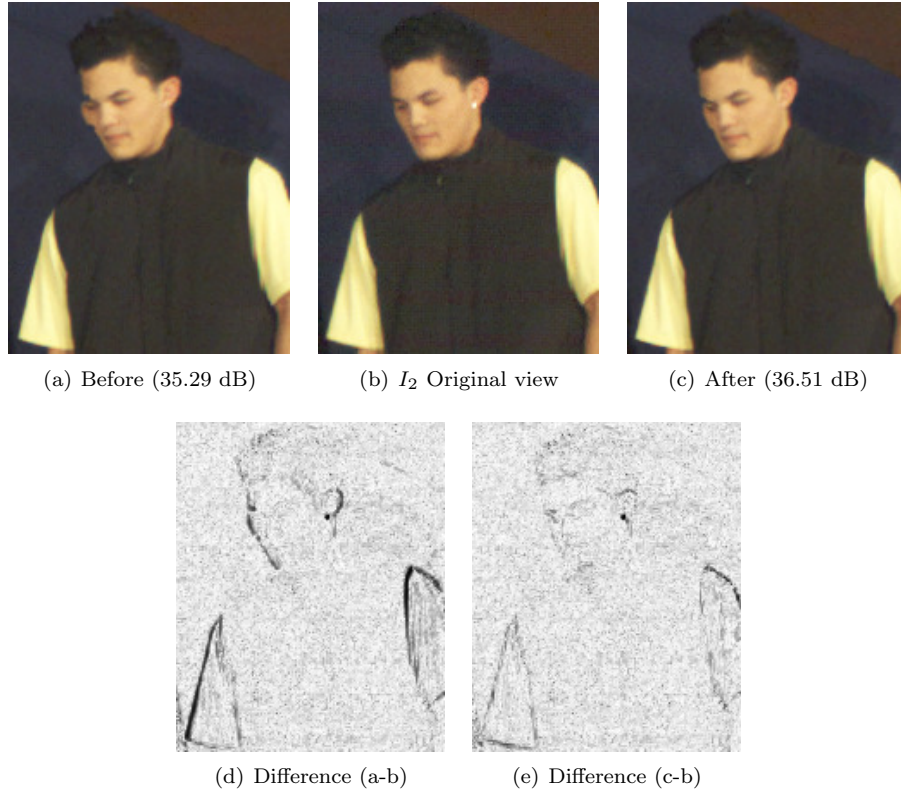 (a) Before (35.29 dB)
(b) I₂ Original view
(c) After (36.51 dB)
(d) Difference (a-b)
(e) Difference (c-b)